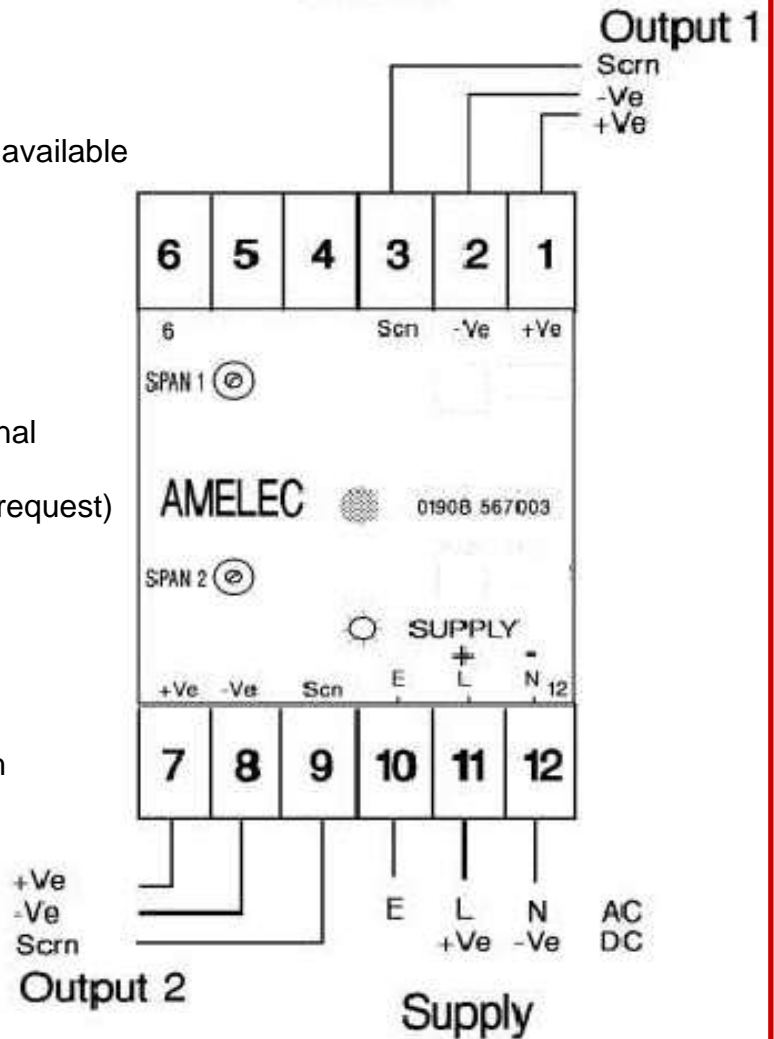 Output 1
Scrn
-Ve
+Ve
available
6 5 4 3 2 1
6 Scn -Ve +Ve
SPAN 1
nal
request)
AMELEC 01908 567003
SPAN 2
SUPPLY
+ -
+Ve -Ve Scn E L N 12
7 8 9 10 11 12
n
+Ve
-Ve
Scrn
Output 2
E L N AC
+Ve -Ve DC
Supply